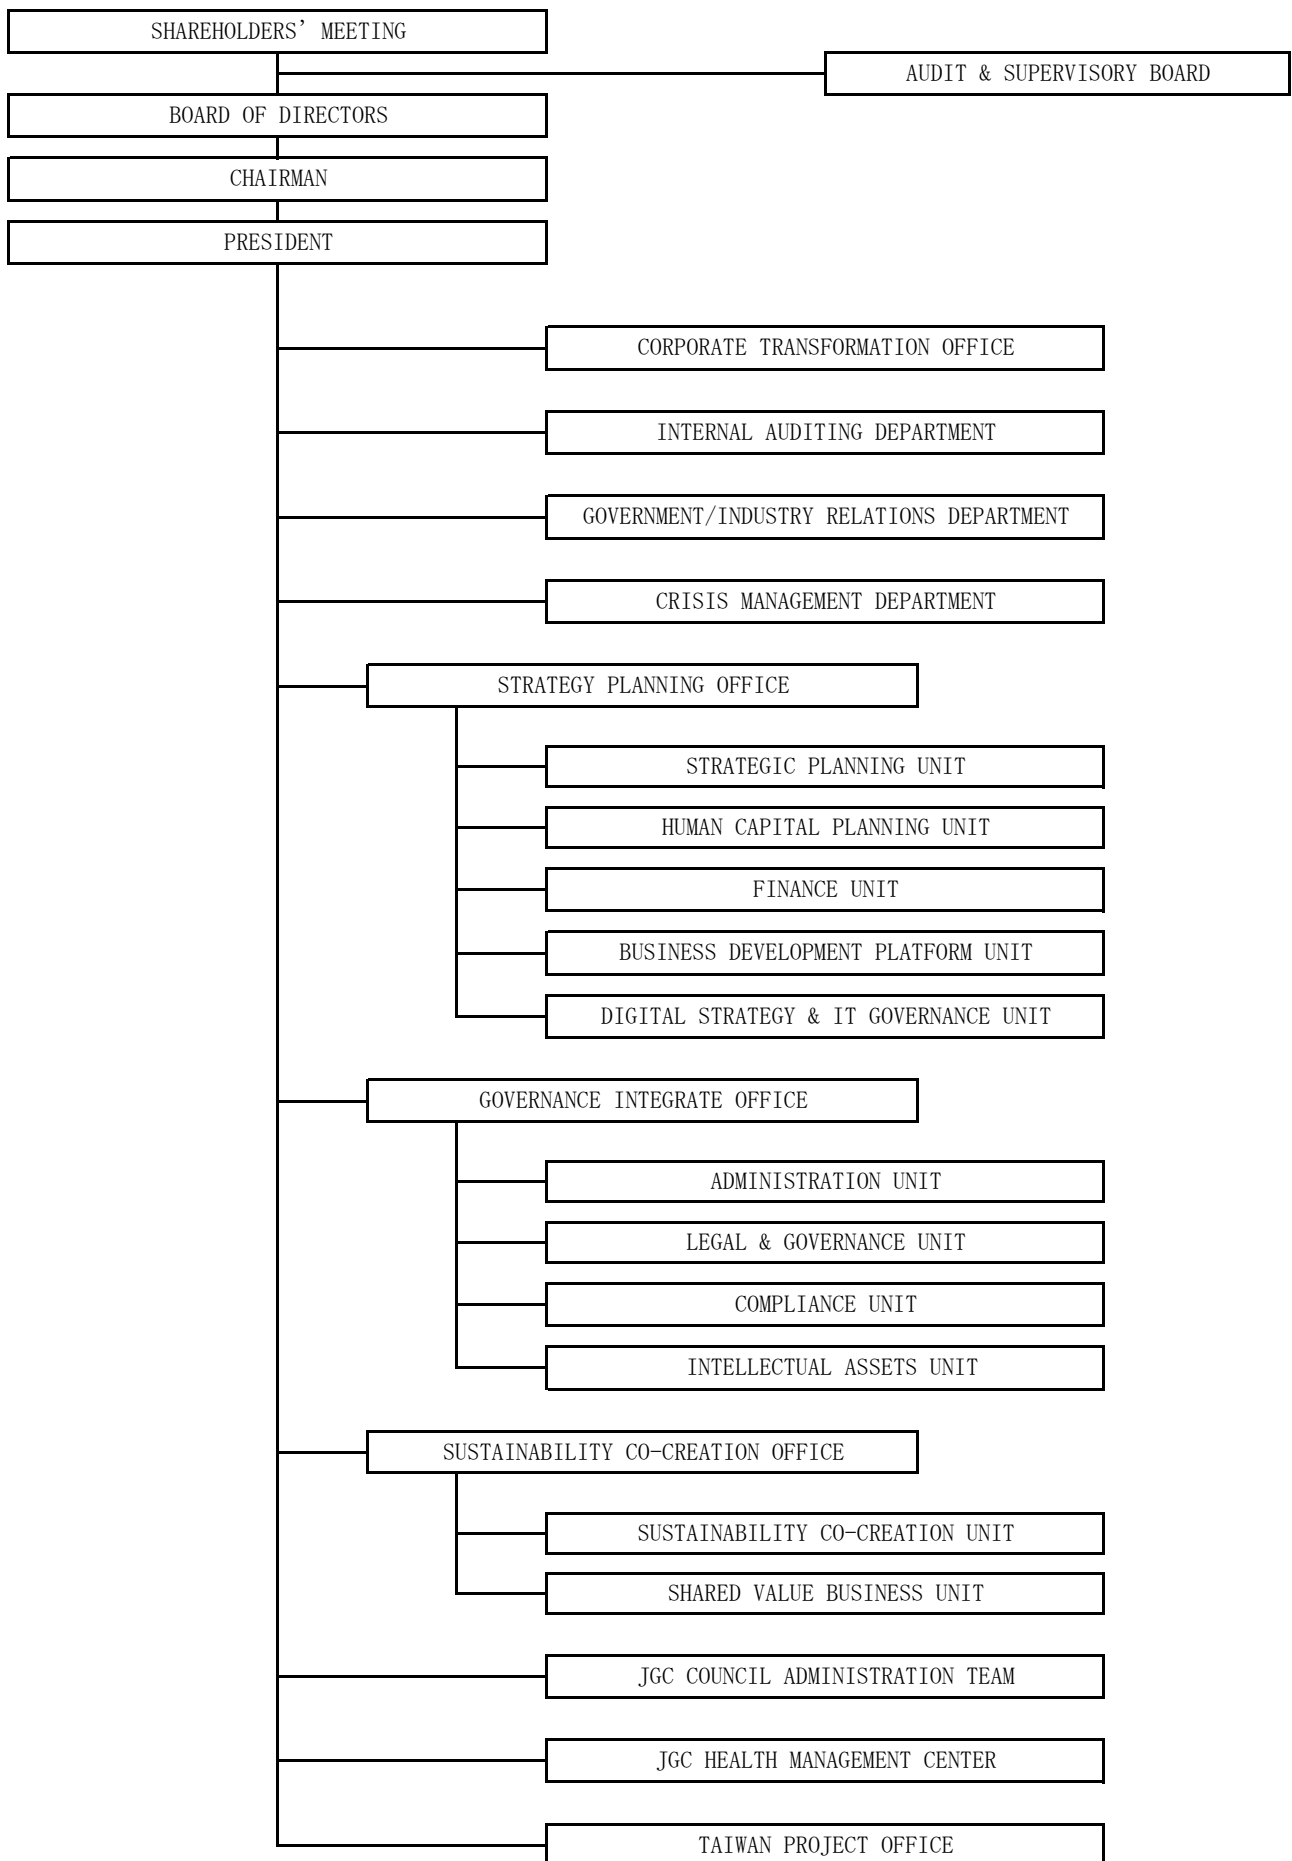 SHAREHOLDERS’ MEETING
AUDIT & SUPERVISORY BOARD
BOARD OF DIRECTORS
CHAIRMAN
PRESIDENT
CORPORATE TRANSFORMATION OFFICE
INTERNAL AUDITING DEPARTMENT
GOVERNMENT/INDUSTRY RELATIONS DEPARTMENT
CRISIS MANAGEMENT DEPARTMENT
STRATEGY PLANNING OFFICE
STRATEGIC PLANNING UNIT
HUMAN CAPITAL PLANNING UNIT
FINANCE UNIT
BUSINESS DEVELOPMENT PLATFORM UNIT
DIGITAL STRATEGY & IT GOVERNANCE UNIT
GOVERNANCE INTEGRATE OFFICE
ADMINISTRATION UNIT
LEGAL & GOVERNANCE UNIT
COMPLIANCE UNIT
INTELLECTUAL ASSETS UNIT
SUSTAINABILITY CO-CREATION OFFICE
SUSTAINABILITY CO-CREATION UNIT
SHARED VALUE BUSINESS UNIT
JGC COUNCIL ADMINISTRATION TEAM
JGC HEALTH MANAGEMENT CENTER
TAIWAN PROJECT OFFICE